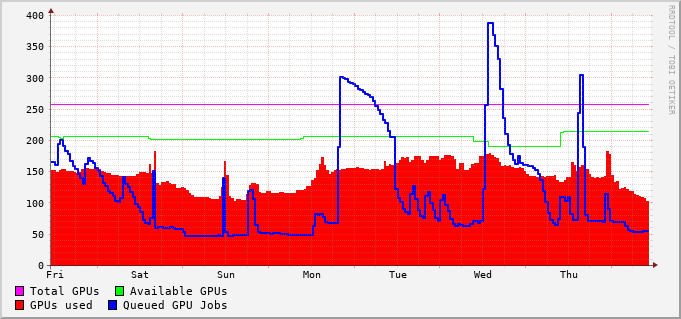 400
350
300
250
200
150
100
50
0
Fri Sat Sun Mon Tue Wed Thu
Total GPUs Available GPUs
GPUs used Queued GPU Jobs
RRDTOOL / TOBI OETIKER